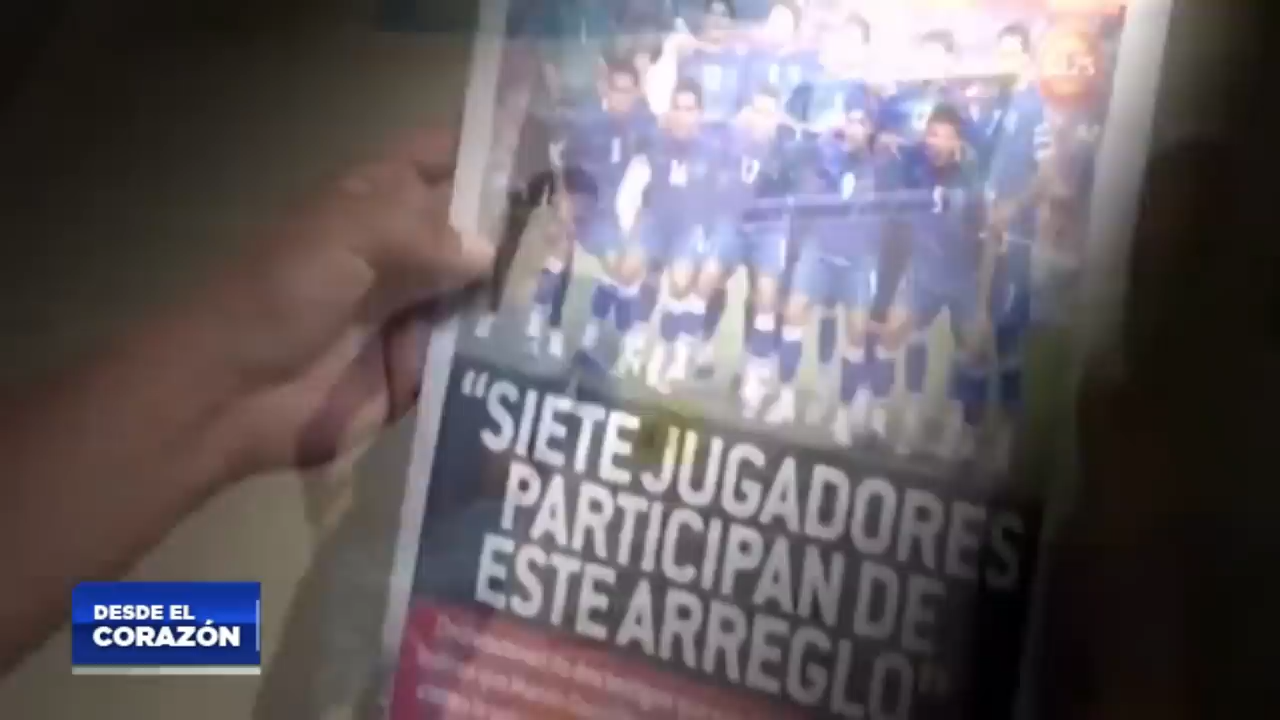 “SIETE JUGADORES
PARTICIPAN DE
ESTE ARREGLO”
DESDE EL
CORAZÓN